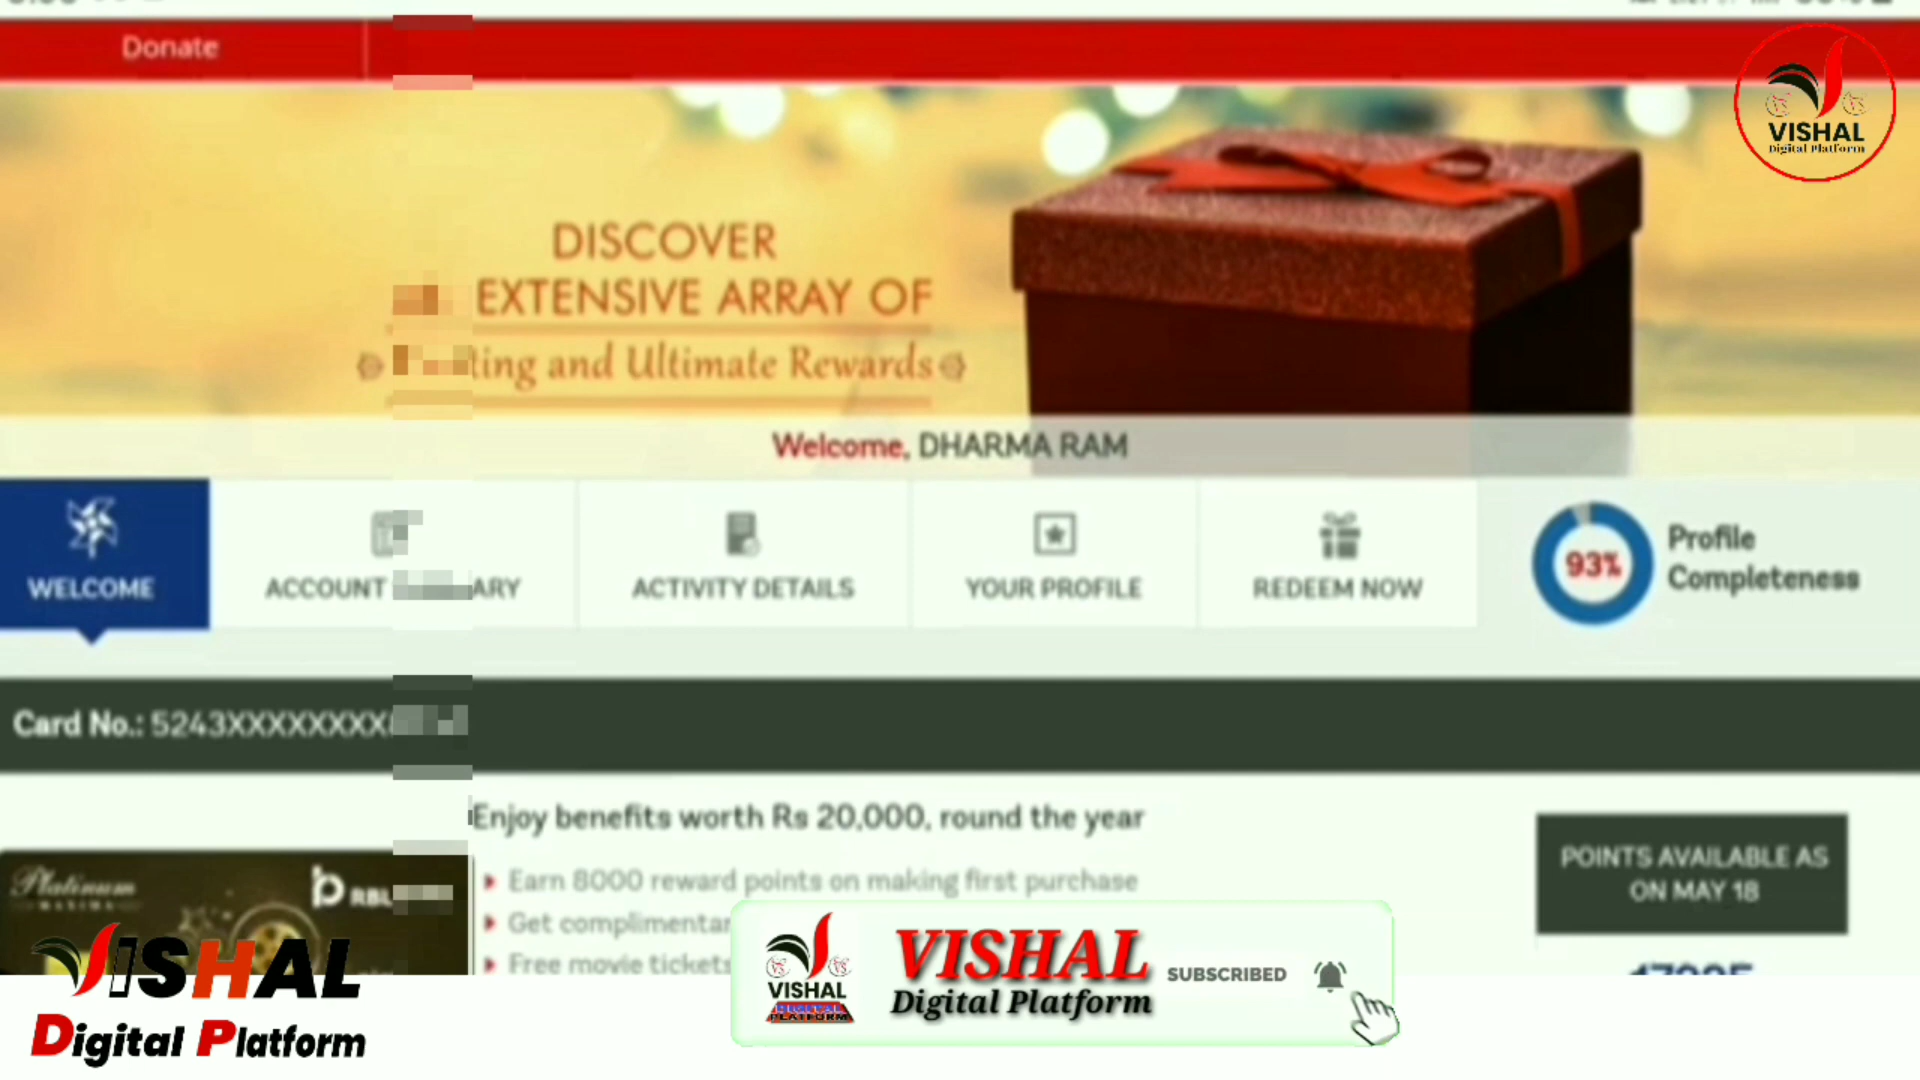 Donate
VISHAL
Digital Platform
DISCOVER
EXTENSIVE ARRAY OF
and Ultimate Rewards
Welcome, DHARMA RAM
WELCOME
ACCOUNT
ACTIVITY DETAILS
YOUR PROFILE
REDEEM NOW
93%
Profile
Completeness
Card No.: 5243XXXXXXXX
Enjoy benefits worth Rs 20,000, round the year
Earn 8000 reward points on making first purchase
Get
Free movie tickets
POINTS AVAILABLE AS
ON MAY 18
Platinum
RBL
VISHAL
Digital Platform
VISHAL
DIGITAL
PLATFORM
VISHAL
Digital Platform
SUBSCRIBED